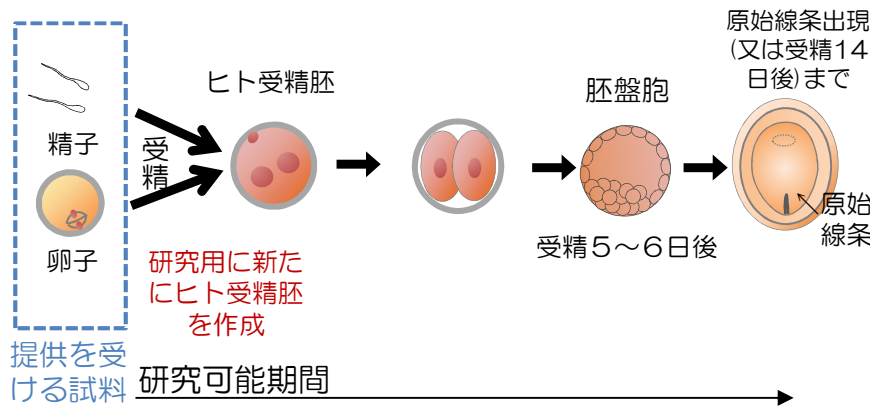 精子
卵子
提供を受
ける試料
受精
ヒト受精胚
研究用に新た
にヒト受精胚
を作成
胚盤胞
受精５～６日後
原始線条出現
(又は受精14
日後)まで
原始
線条
研究可能期間